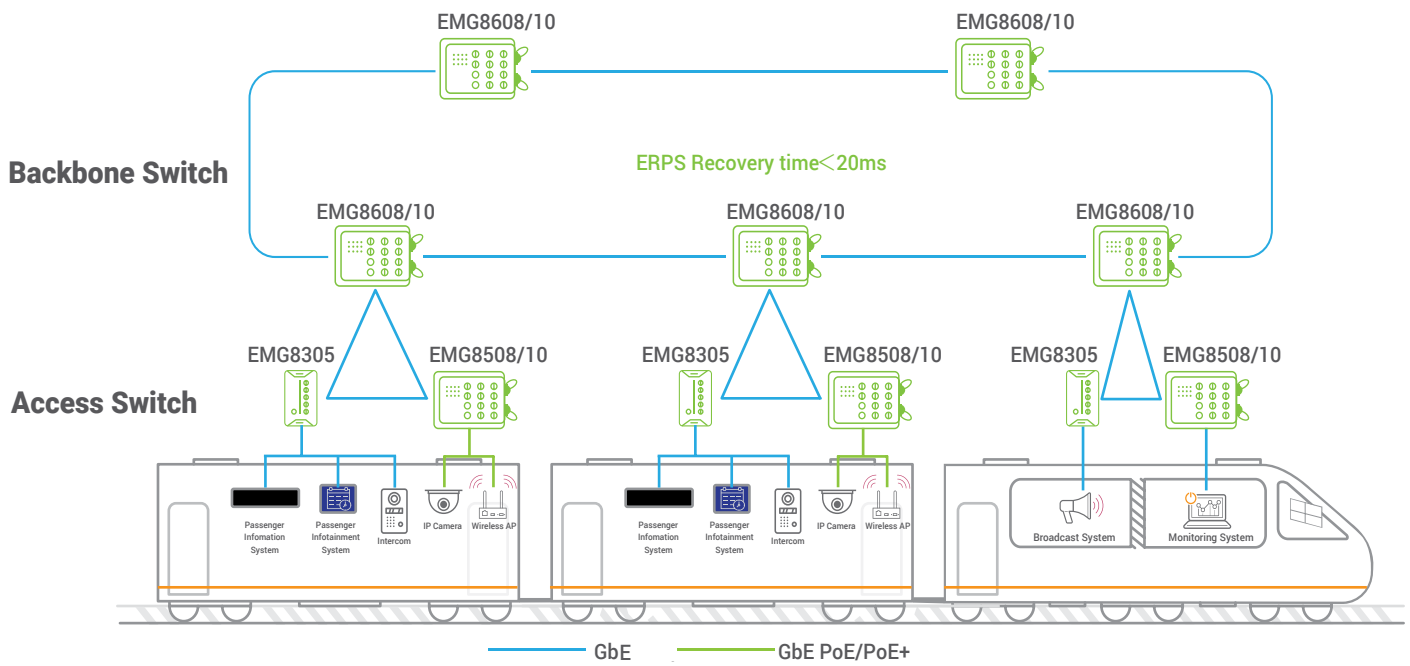 EMG8608/10
EMG8608/10
Backbone Switch
ERPS Recovery time<20ms
EMG8608/10
EMG8608/10
EMG8608/10
Access Switch
EMG8305
EMG8508/10
EMG8305
EMG8508/10
EMG8305
EMG8508/10
Passenger
Infomation
System
Passenger
Infotainment
System
Intercom
IP Camera
Wireless AP
Passenger
Infomation
System
Passenger
Infotainment
System
Intercom
IP Camera
Wireless AP
Broadcast System
Monitoring System
GbE
GbE PoE/PoE+